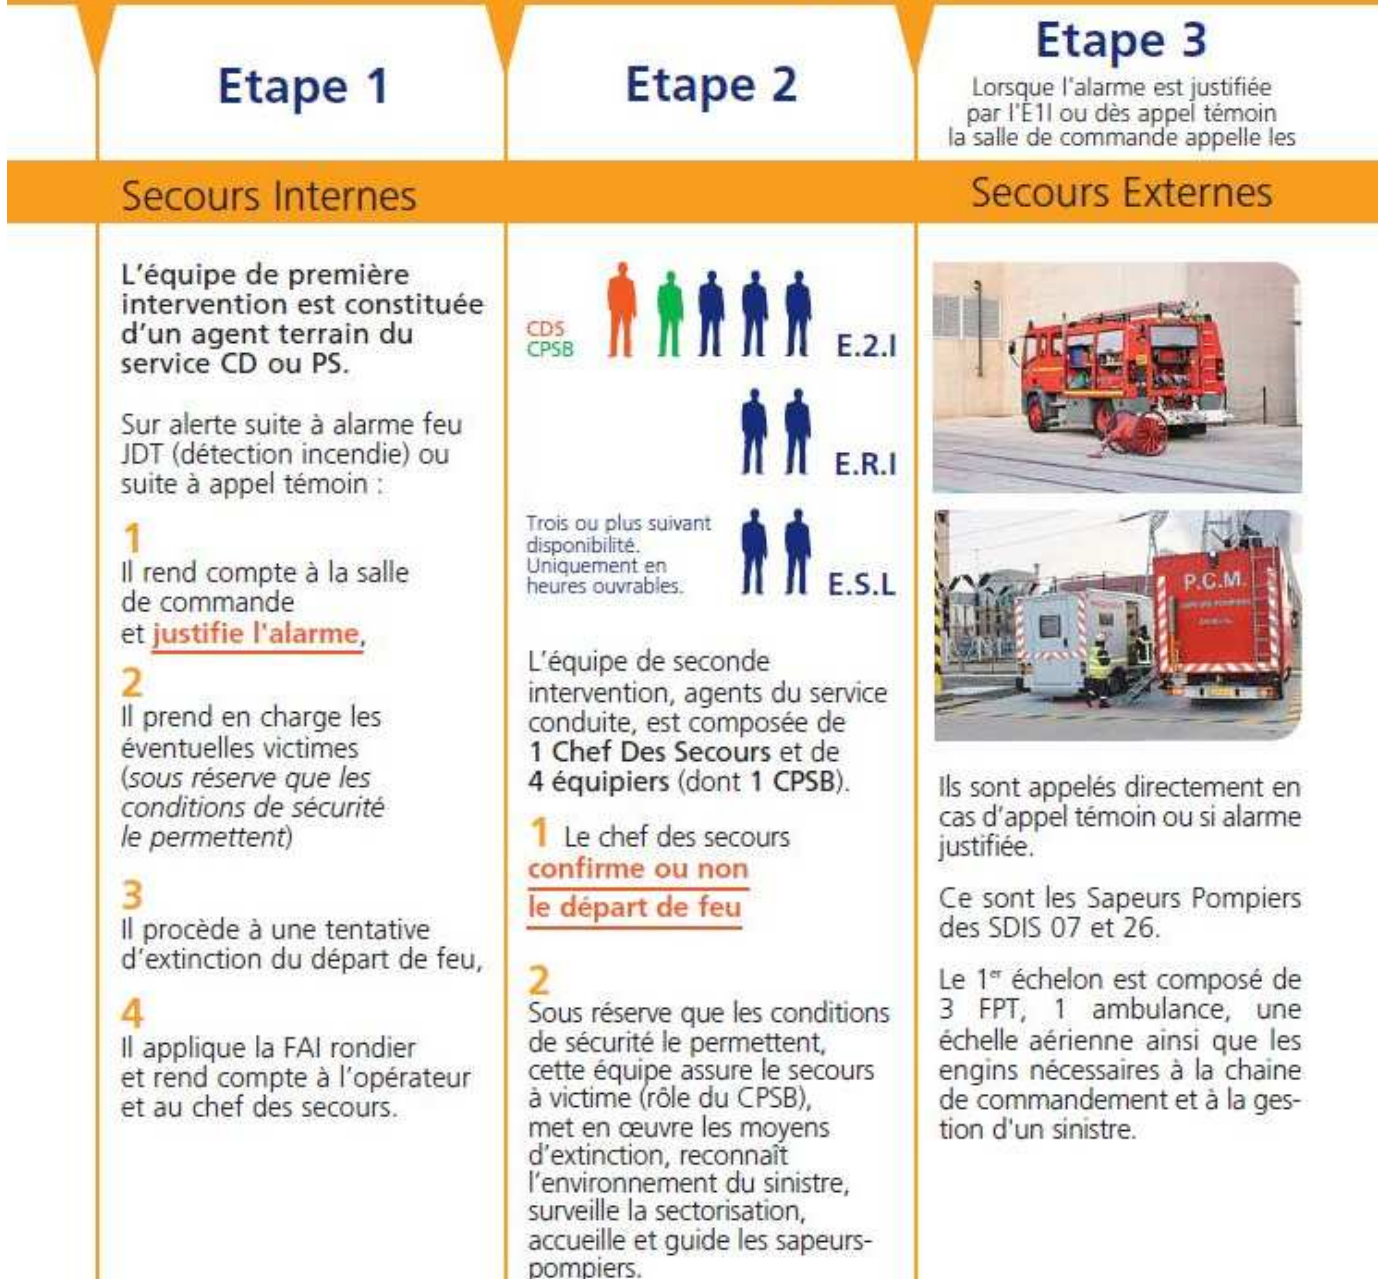 Etape 1
Secours Internes
L'équipe de première
intervention est constituée
d'un agent terrain du
service CD ou PS.
Sur alerte suite à alarme feu
JDT (détection incendie) ou
suite à appel témoin :
1
Il rend compte à la salle
de commande
et justifie l'alarme,
2
Il prend en charge les
éventuelles victimes
(sous réserve que les
conditions de sécurité
le permettent)
3
Il procède à une tentative
d'extinction du départ de feu,
4
Il applique la FAI rondier
et rend compte à l'opérateur
et au chef des secours.
Etape 2
CDS
CPSB
E.2.I
E.R.I
Trois ou plus suivant
disponibilité.
Uniquement en
heures ouvrables.
E.S.L
L'équipe de seconde
intervention, agents du service
conduite, est composée de
1 Chef Des Secours et de
4 équipiers (dont 1 CPSB).
1 Le chef des secours
confirme ou non
le départ de feu
2
Sous réserve que les conditions
de sécurité le permettent,
cette équipe assure le secours
à victime (rôle du CPSB),
met en œuvre les moyens
d'extinction, reconnaît
l'environnement du sinistre,
surveille la sectorisation,
accueille et guide les sapeurs-
pompiers.
Etape 3
Lorsque l'alarme est justifiée
par l'E1I ou dès appel témoin
la salle de commande appelle les
Secours Externes
P.C.M.
Ils sont appelés directement en
cas d'appel témoin ou si alarme
justifiée.
Ce sont les Sapeurs Pompiers
des SDIS 07 et 26.
Le 1er échelon est composé de
3 FPT, 1 ambulance, une
échelle aérienne ainsi que les
engins nécessaires à la chaine
de commandement et à la ges-
tion d'un sinistre.